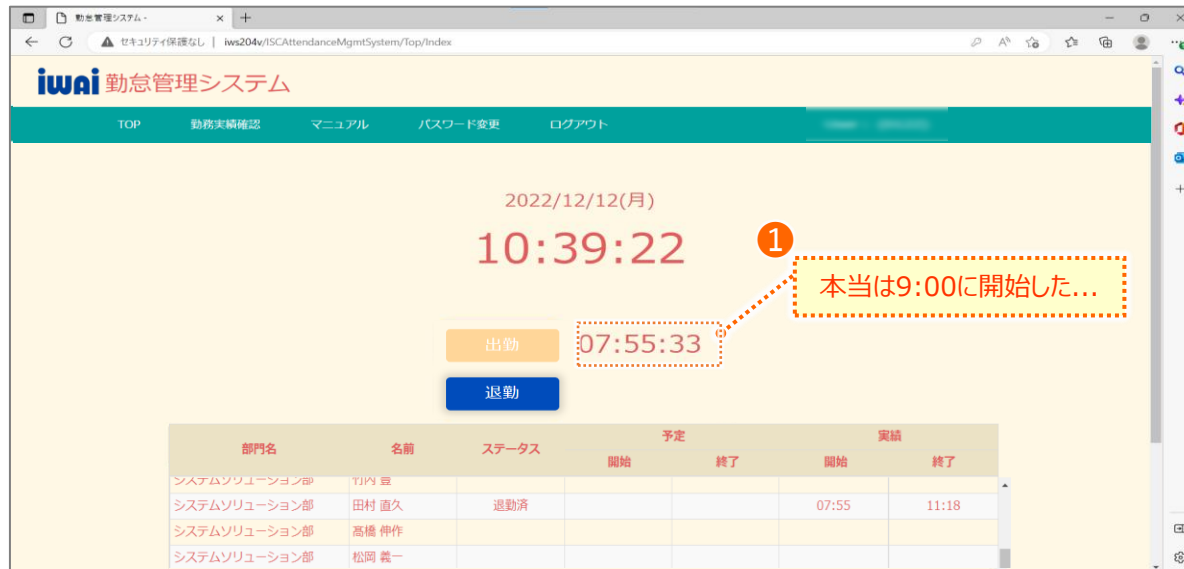 勤怠管理システム -
セキュリティ保護なし | iws204v/ISCAttendanceMgmtSystem/Top/Index
iwai 勤怠管理システム
TOP 勤務実績確認 マニュアル パスワード変更 ログアウト
2022/12/12(月)
10:39:22
1
本当は9:00に開始した...
出勤 07:55:33
退勤
部門名 名前 ステータス 予定 実績
開始 終了 開始 終了
システムソリューション部 竹内 豊
システムソリューション部 田村 直久 退勤済 07:55 11:18
システムソリューション部 髙橋 伸作
システムソリューション部 松岡 義一